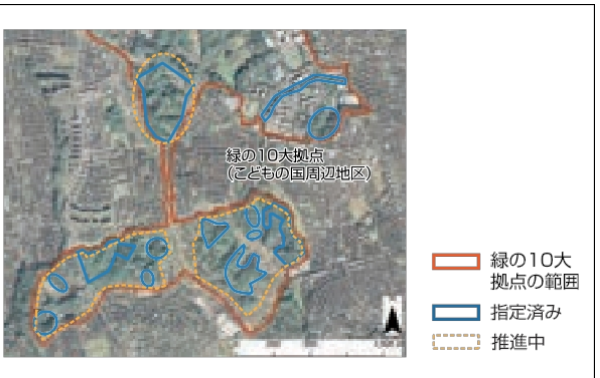 緑の10大拠点
(こどもの国周辺地区)
緑の10大
拠点の範囲
指定済み
推進中